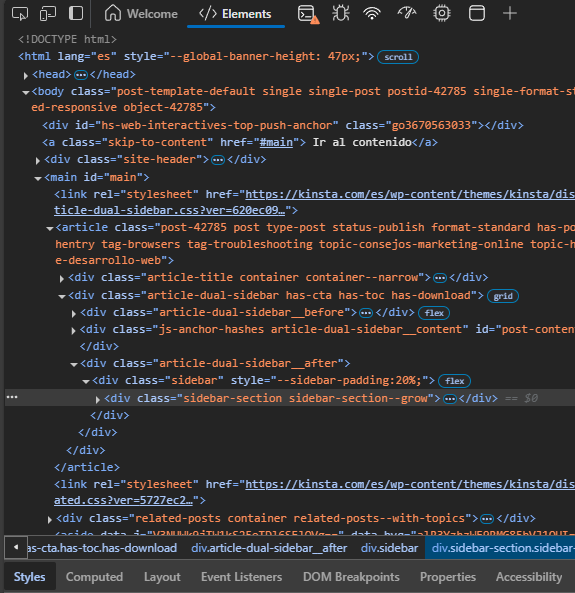 Welcome Elements
<!DOCTYPE html>
<html lang="es" style="--global-banner-height: 47px;"> scroll
<head> ... </head>
<body class="post-template-default single single-post postid-42785 single-format-st
ed-responsive object-42785">
<div id="hs-web-interactives-top-push-anchor" class="go3670563033"></div>
<a class="skip-to-content" href="#main"> Ir al contenido</a>
<div class="site-header"> ... </div>
<main id="main">
<link rel="stylesheet" href="https://kinsta.com/es/wp-content/themes/kinsta/dis
ticle-dual-sidebar.css?ver=620ec09…">
<article class="post-42785 post type-post status-publish format-standard has-po
hentry tag-browsers tag-troubleshooting topic-consejos-marketing-online topic-h
e-desarrollo-web">
<div class="article-title container container--narrow"> ... </div>
<div class="article-dual-sidebar has-cta has-toc has-download"> grid
<div class="article-dual-sidebar__before"> ... </div> flex
<div class="js-anchor-hashes article-dual-sidebar__content" id="post-content
</div>
<div class="article-dual-sidebar__after">
<div class="sidebar" style="--sidebar-padding:20%;"> flex
... <div class="sidebar-section sidebar-section--grow"> ... </div> == $0
</div>
</div>
</div>
</article>
<link rel="stylesheet" href="https://kinsta.com/es/wp-content/themes/kinsta/dis
ated.css?ver=5727ec2…">
<div class="related-posts container related-posts--with-topics"> ... </div>
as-cta.has-toc.has-download div.article-dual-sidebar__after div.sidebar div.sidebar-section.sidebar-
Styles Computed Layout Event Listeners DOM Breakpoints Properties Accessibility